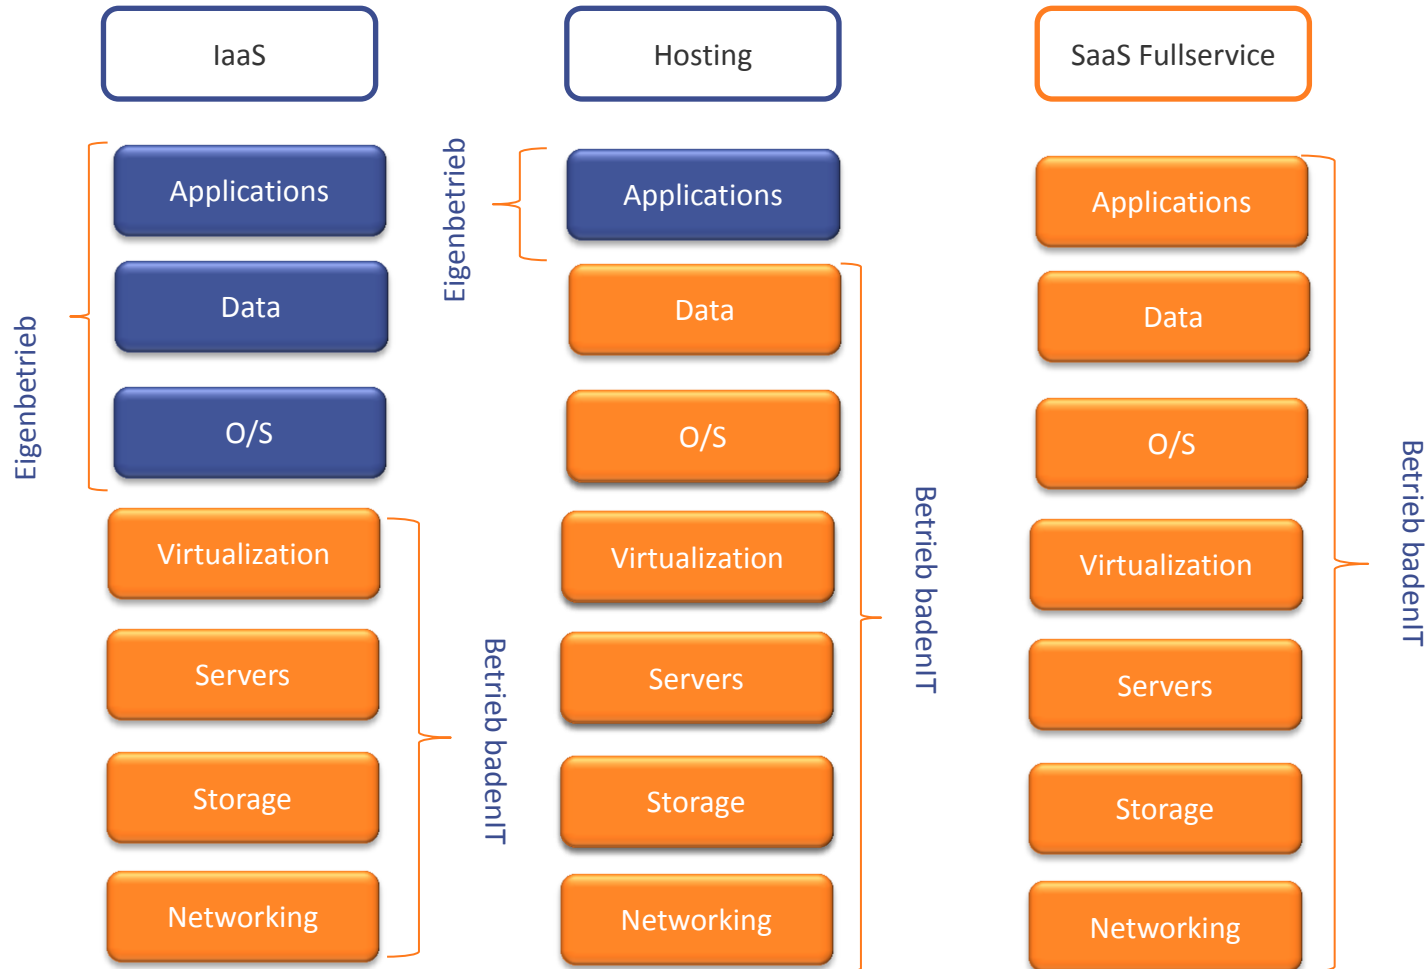 IaaS
Hosting
SaaS Fullservice
Eigenbetrieb
Applications
Data
O/S
Virtualization
Servers
Storage
Networking
Betrieb badenIT
Eigenbetrieb
Applications
Data
O/S
Virtualization
Servers
Storage
Networking
Betrieb badenIT
Applications
Data
O/S
Virtualization
Servers
Storage
Networking
Betrieb badenIT